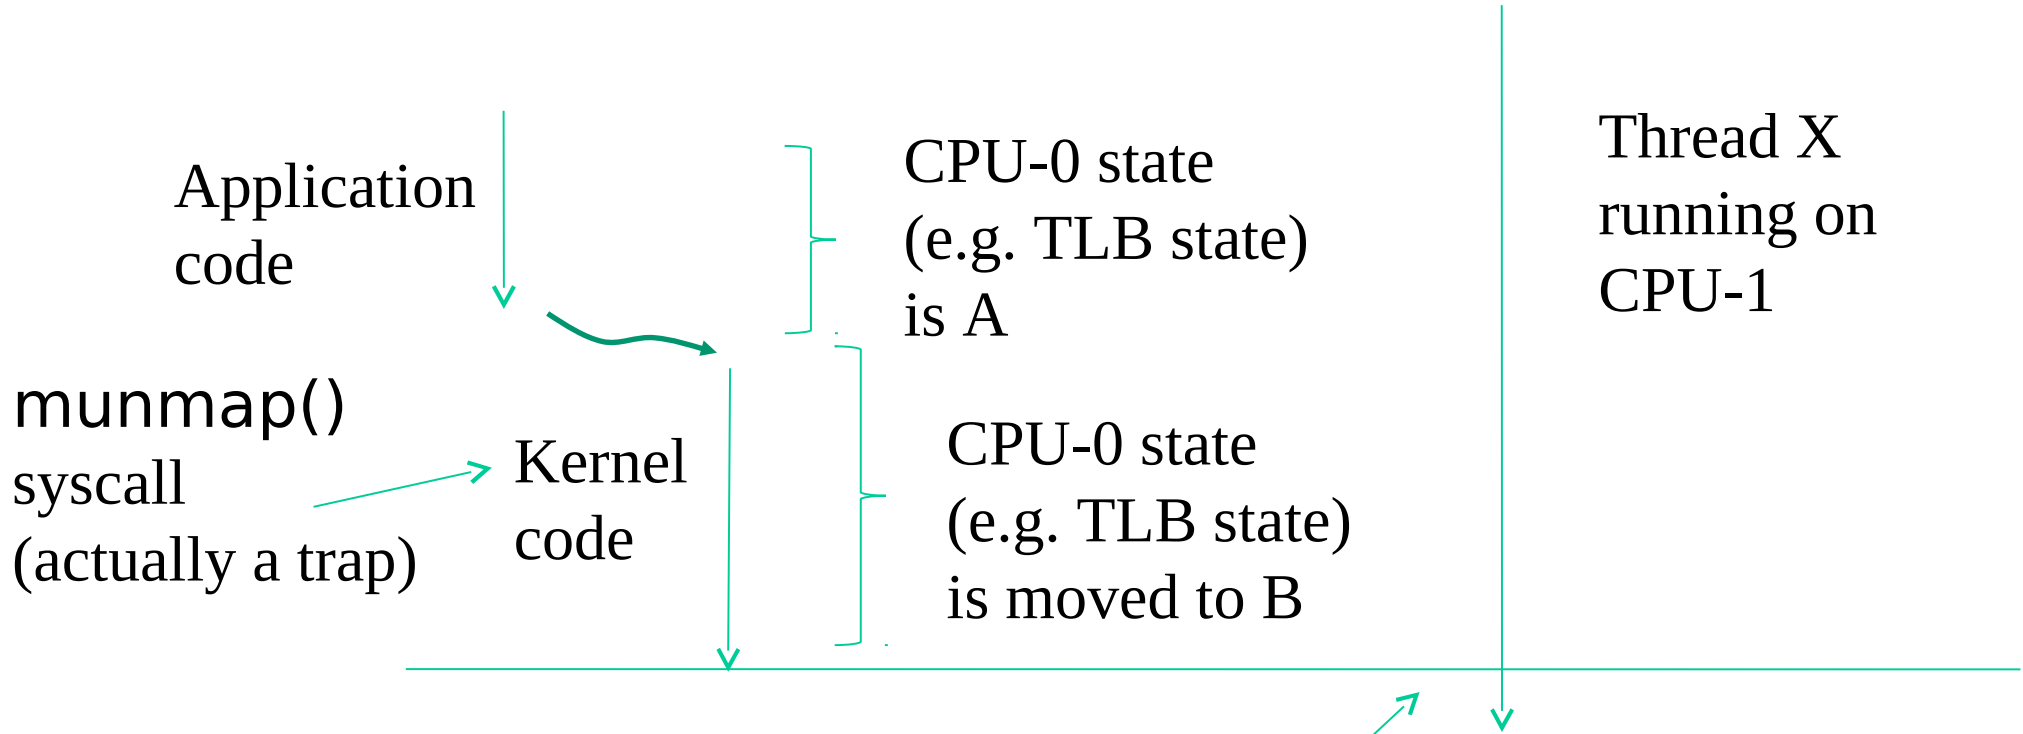 Application
code
munmap()
syscall
(actually a trap)
Kernel
code
CPU-0 state
(e.g. TLB state)
is A
CPU-0 state
(e.g. TLB state)
is moved to B
Thread X
running on
CPU-1